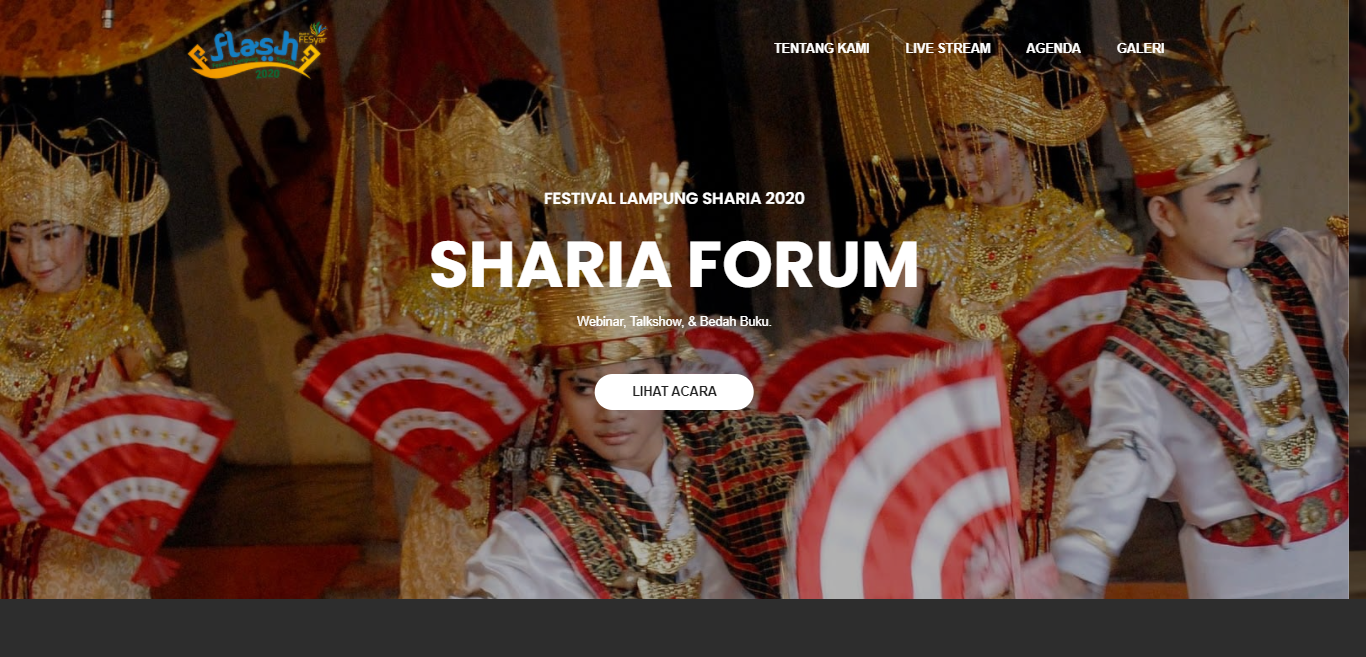 flash
FESyar
2020
TENTANG KAMI
LIVE STREAM
AGENDA
GALERI
FESTIVAL LAMPUNG SHARIA 2020
SHARIA FORUM
Webinar, Talkshow, & Bedah Buku.
LIHAT ACARA